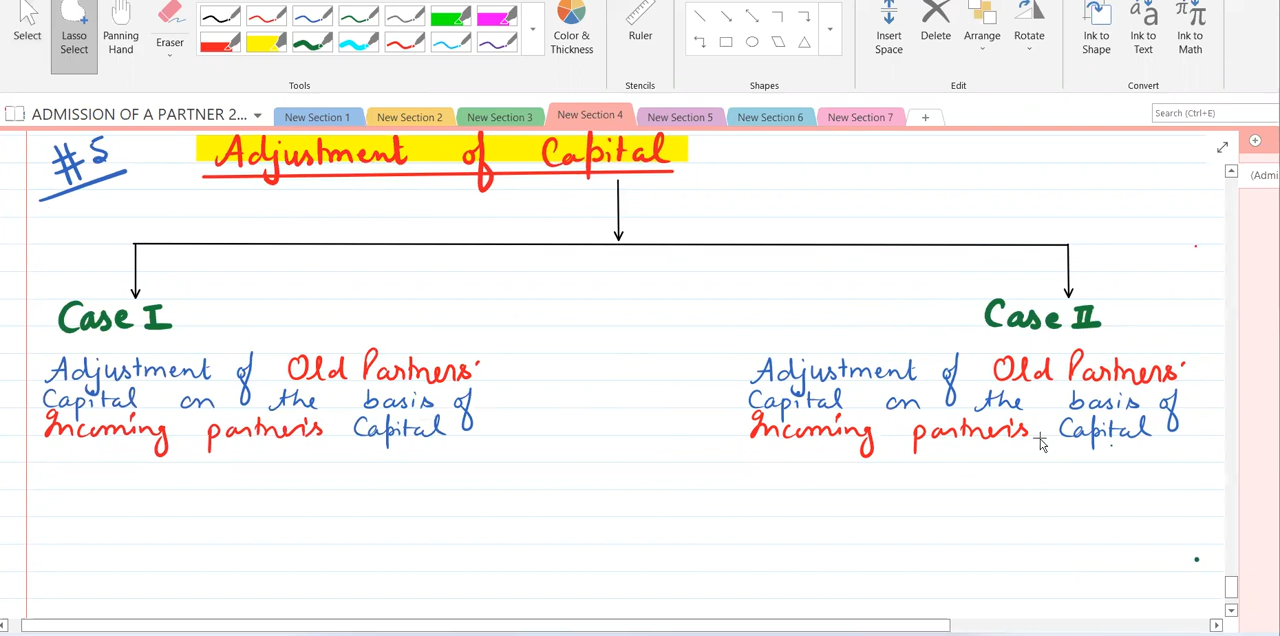 Select
Lasso Select
Panning Hand
Eraser
Color & Thickness
Ruler
Insert Space
Delete
Arrange
Rotate
Ink to Shape
Ink to Text
Ink to Math
Tools
Stencils
Shapes
Edit
Convert
ADMISSION OF A PARTNER 2...
New Section 1
New Section 2
New Section 3
New Section 4
New Section 5
New Section 6
New Section 7
Search (Ctrl+E)
(Admi
#5
Adjustment of Capital
Case I
Adjustment of Old Partners'
Capital on the basis of
Incoming partner's Capital
Case II
Adjustment of Old Partners'
Capital on the basis of
Incoming partner's Capital